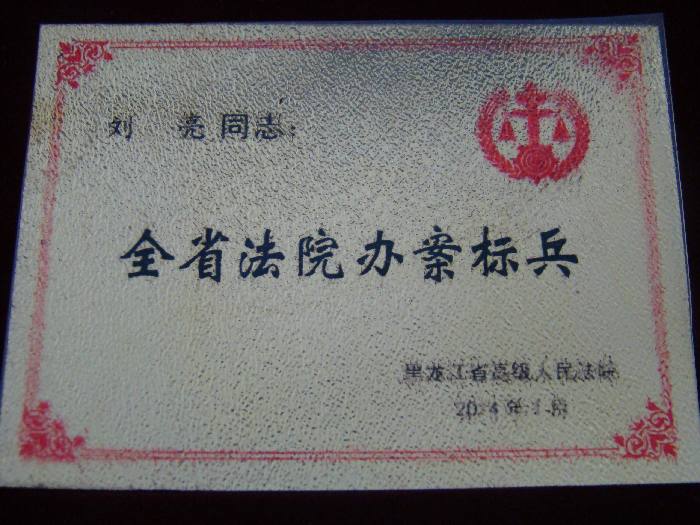 刘 亮 同志:
全省法院办案标兵
黑龙江省高级人民法院